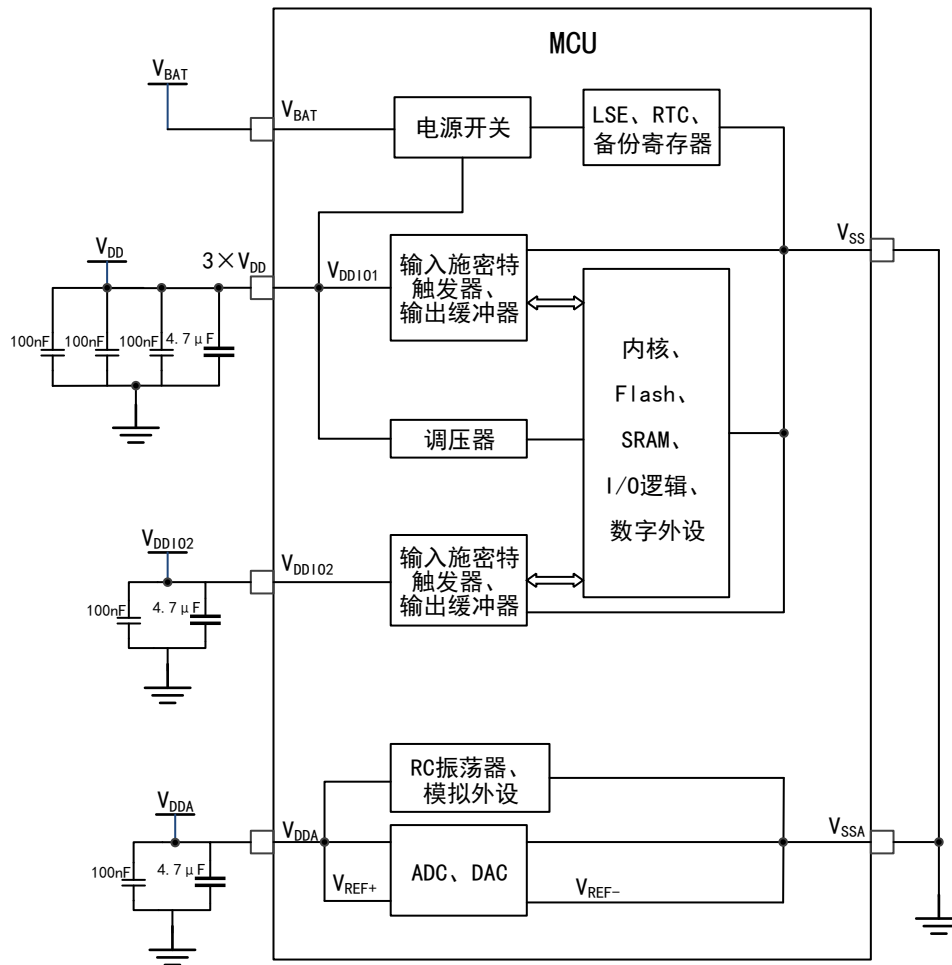 MCU
VBAT
VBAT
电源开关
LSE、RTC、
备份寄存器
VDD
3×VDD
VDDIO1
输入施密特
触发器、
输出缓冲器
VSS
100nF
100nF
100nF
4.7μF
内核、
Flash、
SRAM、
I/O逻辑、
数字外设
调压器
VDDIO2
VDDIO2
输入施密特
触发器、
输出缓冲器
100nF
4.7μF
RC振荡器、
模拟外设
VDDA
VDDA
VSSA
100nF
4.7μF
ADC、DAC
VREF+
VREF-